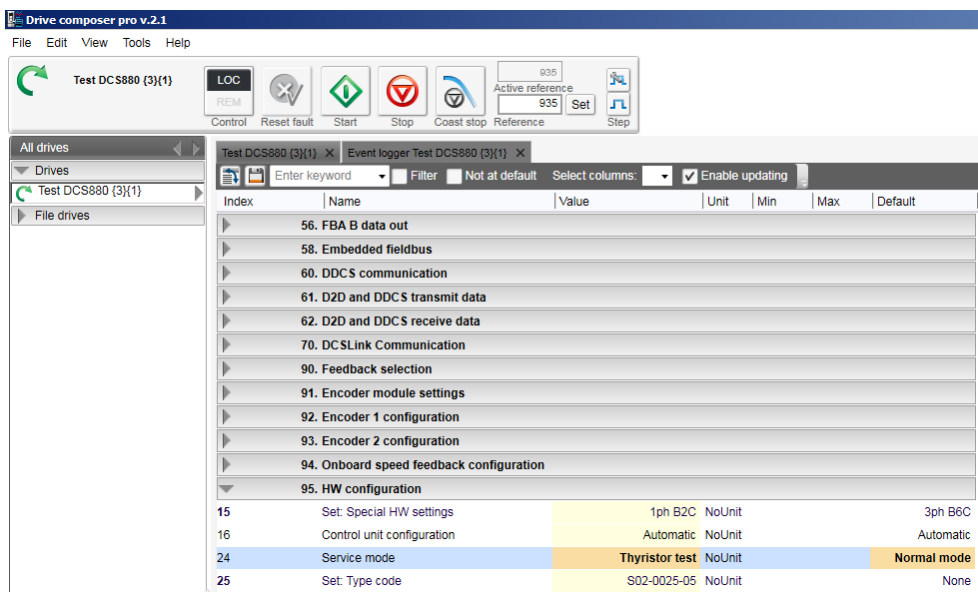 Drive composer pro v.2.1
File Edit View Tools Help
Test DCS880 {3}{1}
LOC
REM
Control Reset fault Start Stop Coast stop
935
Active reference
935 Set
Reference
Step
All drives
Drives
Test DCS880 {3}{1}
File drives
Test DCS880 {3}{1} Event logger Test DCS880 {3}{1}
Enter keyword Filter Not at default Select columns: Enable updating
Index Name Value Unit Min Max Default
56. FBA B data out
58. Embedded fieldbus
60. DDCS communication
61. D2D and DDCS transmit data
62. D2D and DDCS receive data
70. DCSLink Communication
90. Feedback selection
91. Encoder module settings
92. Encoder 1 configuration
93. Encoder 2 configuration
94. Onboard speed feedback configuration
95. HW configuration
15 Set: Special HW settings 1ph B2C NoUnit 3ph B6C
16 Control unit configuration Automatic NoUnit Automatic
24 Service mode Thyristor test NoUnit Normal mode
25 Set: Type code S02-0025-05 NoUnit None